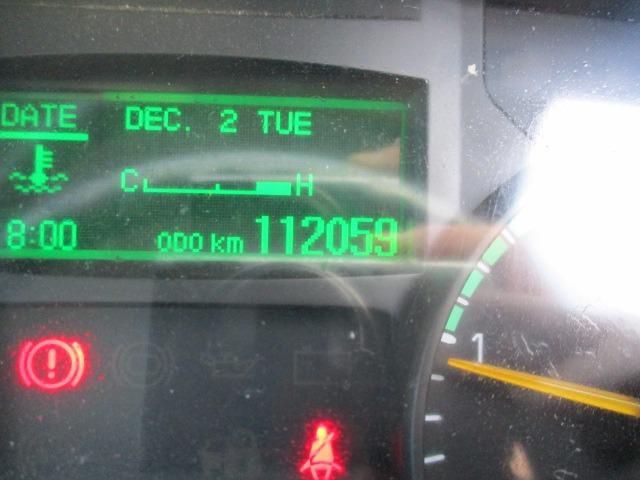 DATE DEC. 2 TUE
C H
8:00 ODO km 112059
1